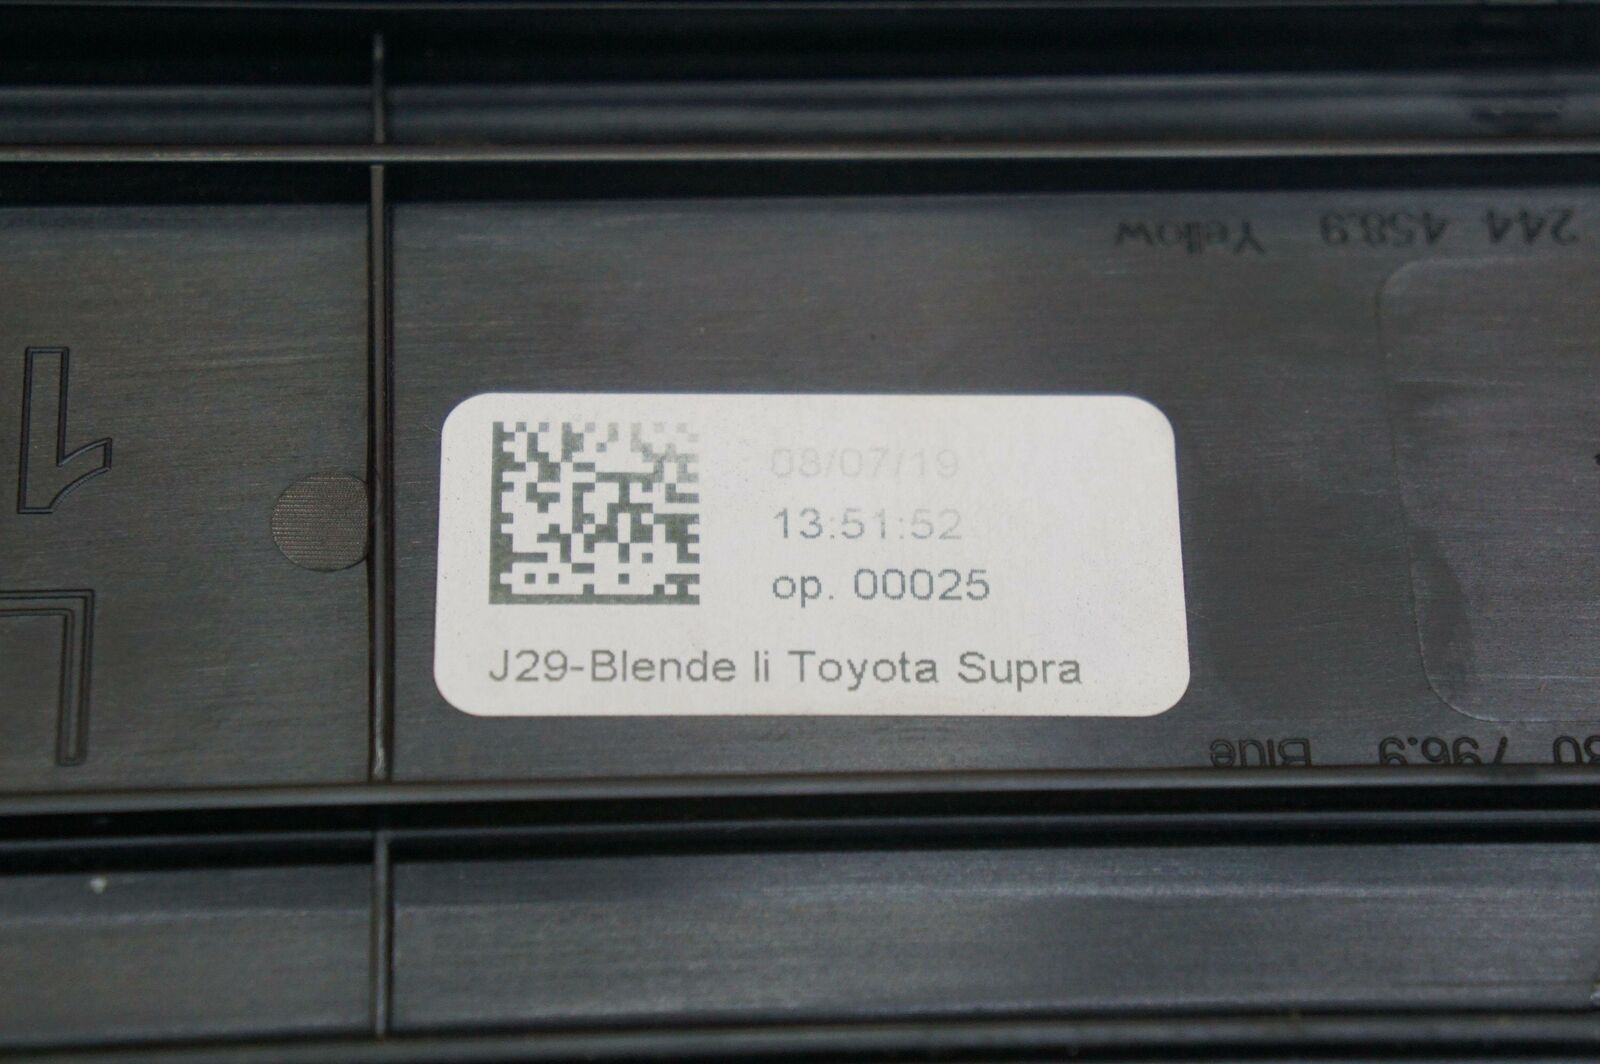 244 458.9 Yellow
08/07/19
13:51:52
op. 00025
J29-Blende li Toyota Supra
796.9 Blue
1
L